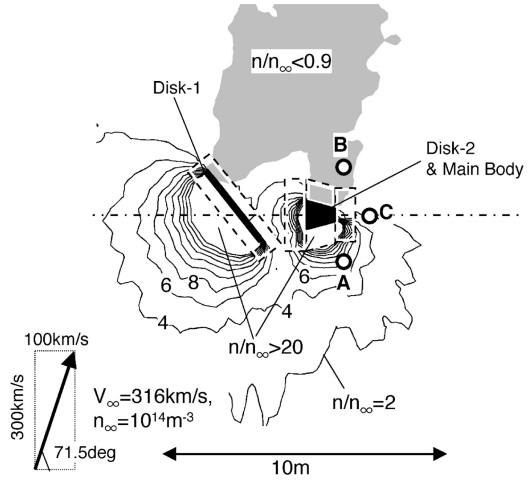 n/n∞<0.9
Disk-1
B
Disk-2
& Main Body
C
A
6 8
6
4
4
n/n∞>20
n/n∞=2
100km/s
300km/s
71.5deg
V∞=316km/s,
n∞=10¹⁴m⁻³
10m